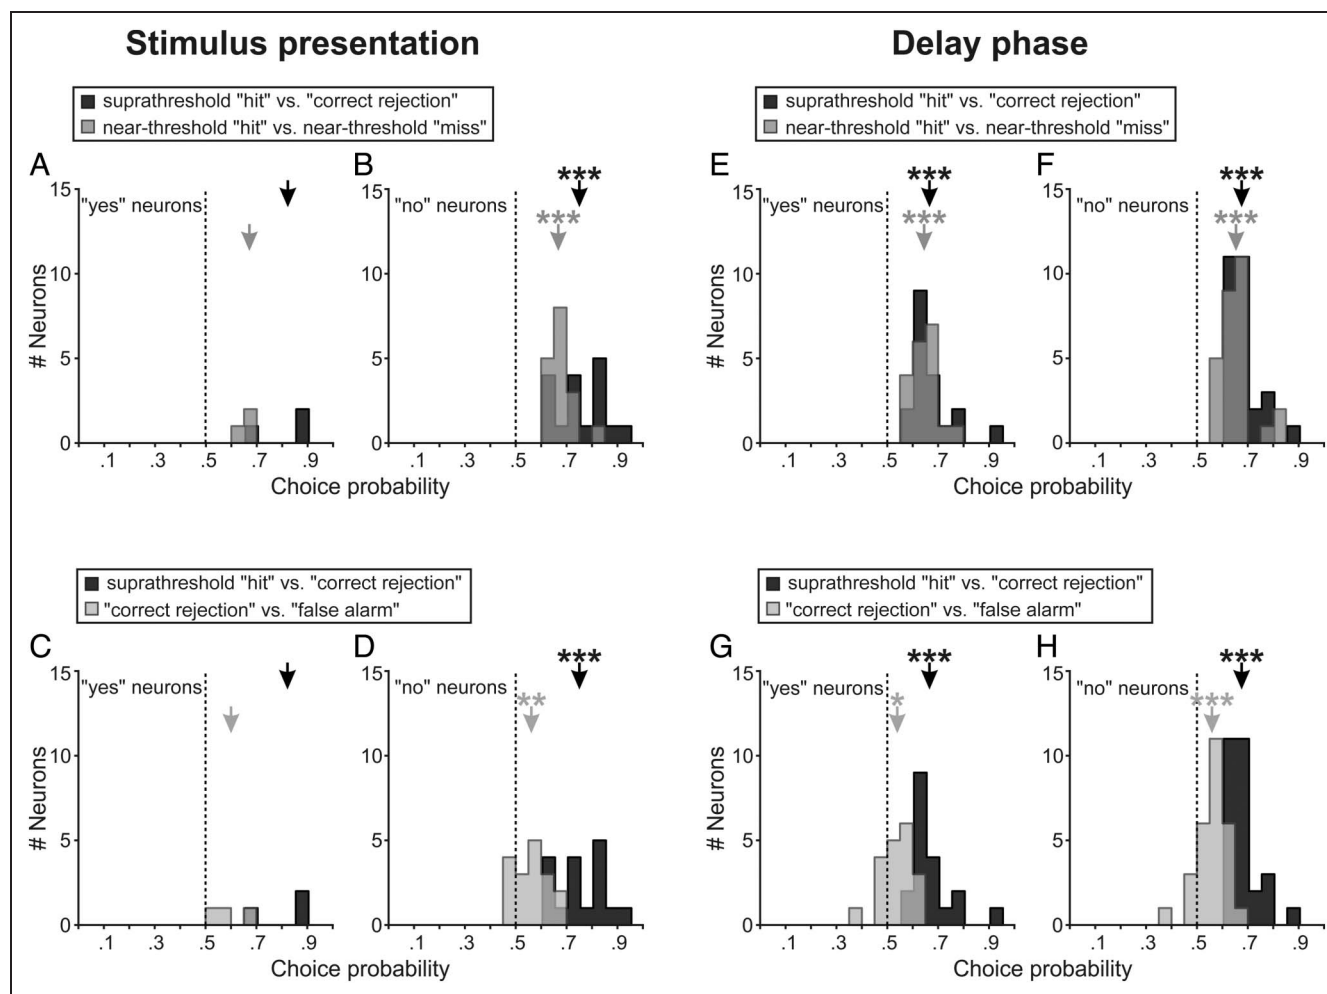 Stimulus presentation
Delay phase
suprathreshold "hit" vs. "correct rejection"
near-threshold "hit" vs. near-threshold "miss"
suprathreshold "hit" vs. "correct rejection"
near-threshold "hit" vs. near-threshold "miss"
A
B
E
F
***
***
***
***
***
***
"yes" neurons
"no" neurons
"yes" neurons
"no" neurons
# Neurons
15
10
5
0
15
10
5
0
# Neurons
15
10
5
0
15
10
5
0
.1 .3 .5 .7 .9
.1 .3 .5 .7 .9
.1 .3 .5 .7 .9
.1 .3 .5 .7 .9
Choice probability
Choice probability
suprathreshold "hit" vs. "correct rejection"
"correct rejection" vs. "false alarm"
suprathreshold "hit" vs. "correct rejection"
"correct rejection" vs. "false alarm"
C
D
G
H
***
**
***
*
***
***
"yes" neurons
"no" neurons
"yes" neurons
"no" neurons
# Neurons
15
10
5
0
15
10
5
0
# Neurons
15
10
5
0
15
10
5
0
.1 .3 .5 .7 .9
.1 .3 .5 .7 .9
.1 .3 .5 .7 .9
.1 .3 .5 .7 .9
Choice probability
Choice probability